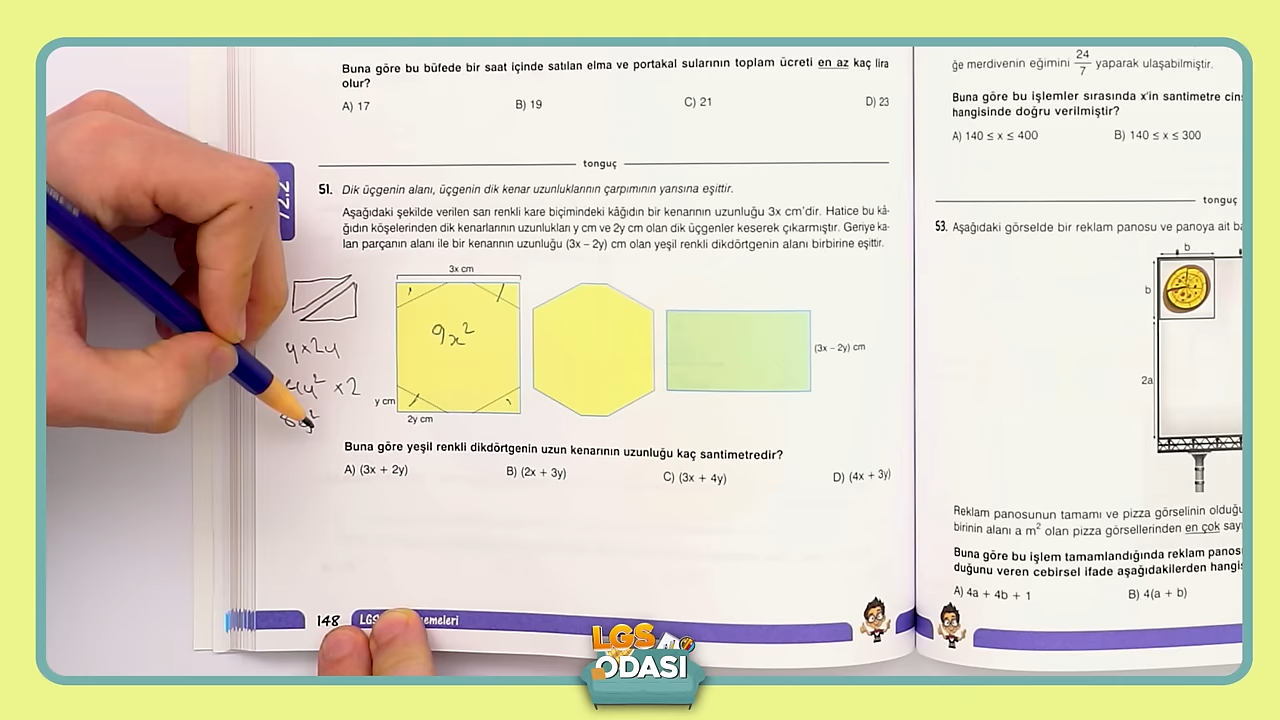 Buna göre bu büfede bir saat içinde satılan elma ve portakal sularının toplam ücreti en az kaç lira
olur?
A) 17 B) 19 C) 21 D) 23
tonguç
51. Dik üçgenin alanı, üçgenin dik kenar uzunluklarının çarpımının yarısına eşittir.
Aşağıdaki şekilde verilen sarı renkli kare biçimindeki kâğıdın bir kenarının uzunluğu 3x cm'dir. Hatice bu kâ-
ğıdın köşelerinden dik kenarlarının uzunlukları y cm ve 2y cm olan dik üçgenler keserek çıkarmıştır. Geriye ka-
lan parçanın alanı ile bir kenarının uzunluğu (3x – 2y) cm olan yeşil renkli dikdörtgenin alanı birbirine eşittir.
3x cm
9x²
(3x – 2y) cm
y cm
2y cm
y×2y
×2
Buna göre yeşil renkli dikdörtgenin uzun kenarının uzunluğu kaç santimetredir?
A) (3x + 2y) B) (2x + 3y) C) (3x + 4y) D) (4x + 3y)
148
LGS
emeleri
ğe merdivenin eğimini 24/7 yaparak ulaşabilmiştir.
Buna göre bu işlemler sırasında x'in santimetre cin
hangisinde doğru verilmiştir?
A) 140 ≤ x ≤ 400 B) 140 ≤ x ≤ 300
tonguç
53. Aşağıdaki görselde bir reklam panosu ve panoya ait
b
b
2a
Reklam panosunun tamamı ve pizza görselinin olduğu
birinin alanı a m² olan pizza görsellerinden en çok say
Buna göre bu işlem tamamlandığında reklam panos
duğunu veren cebirsel ifade aşağıdakilerden hangi
A) 4a + 4b + 1 B) 4(a + b)
LGS
ODASI